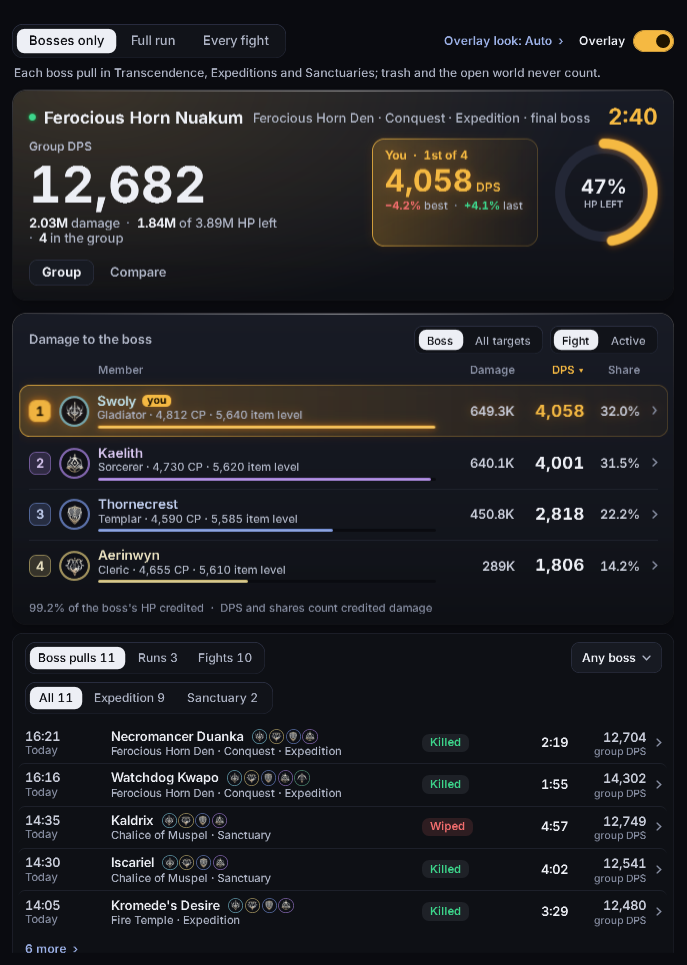 Bosses only Full run Every fight Overlay look: Auto › Overlay
Each boss pull in Transcendence, Expeditions and Sanctuaries; trash and the open world never count.
Ferocious Horn Nuakum Ferocious Horn Den · Conquest · Expedition · final boss 2:40
Group DPS
12,682
2.03M damage · 1.84M of 3.89M HP left
· 4 in the group
You · 1st of 4
4,058 DPS
−4.2% best · +4.1% last
47%
HP LEFT
Group Compare
Damage to the boss Boss All targets Fight Active
Member Damage DPS ▾ Share
1 Swoly you 649.3K 4,058 32.0% ›
Gladiator · 4,812 CP · 5,640 item level
2 Kaelith 640.1K 4,001 31.5% ›
Sorcerer · 4,730 CP · 5,620 item level
3 Thornecrest 450.8K 2,818 22.2% ›
Templar · 4,590 CP · 5,585 item level
4 Aerinwyn 289K 1,806 14.2% ›
Cleric · 4,655 CP · 5,610 item level
99.2% of the boss's HP credited · DPS and shares count credited damage
Boss pulls 11 Runs 3 Fights 10 Any boss
All 11 Expedition 9 Sanctuary 2
16:21 Necromancer Duanka Killed 2:19 12,704 ›
Today Ferocious Horn Den · Conquest · Expedition group DPS
16:16 Watchdog Kwapo Killed 1:55 14,302 ›
Today Ferocious Horn Den · Conquest · Expedition group DPS
14:35 Kaldrix Wiped 4:57 12,749 ›
Today Chalice of Muspel · Sanctuary group DPS
14:30 Iscariel Killed 4:02 12,541 ›
Today Chalice of Muspel · Sanctuary group DPS
14:05 Kromede's Desire Killed 3:29 12,480 ›
Today Fire Temple · Expedition group DPS
6 more ›